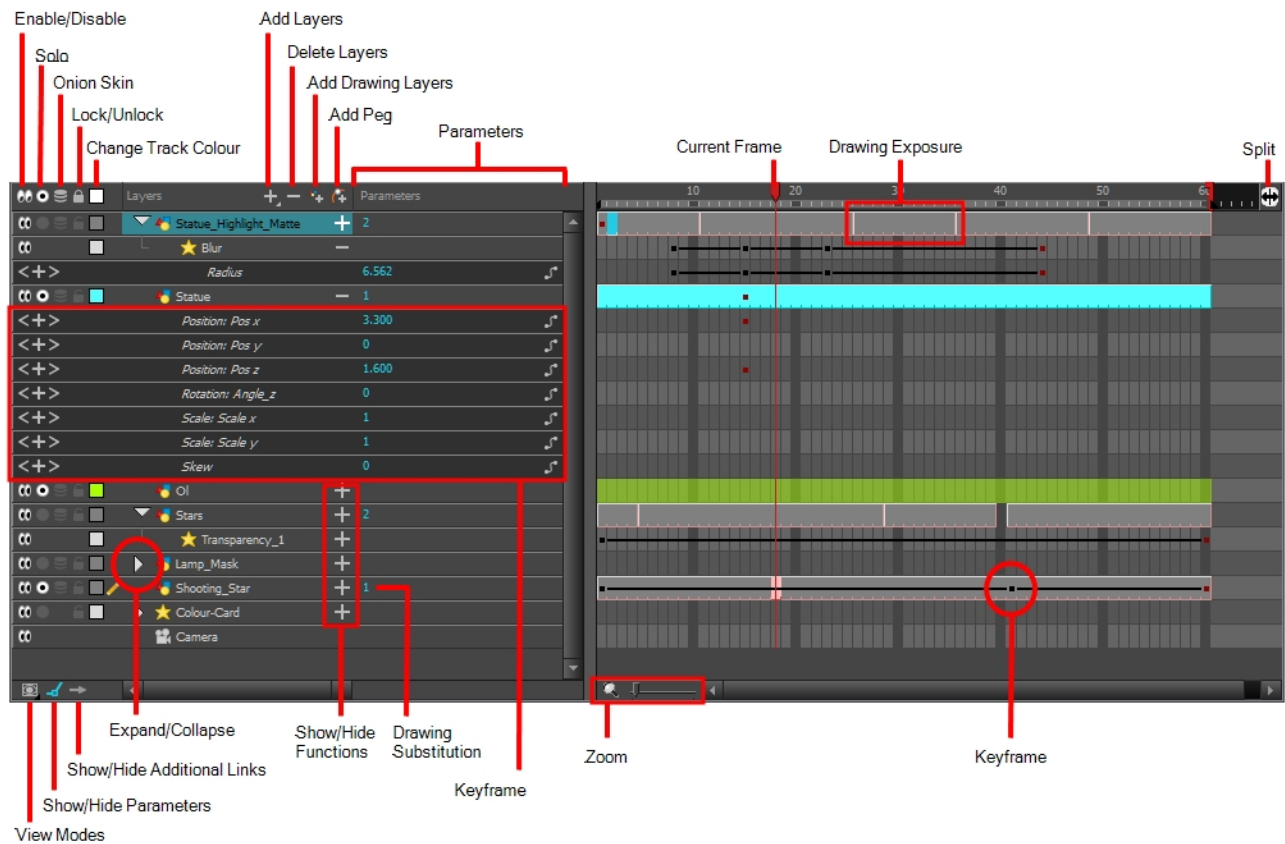 Enable/Disable
Add Layers
Solo
Delete Layers
Onion Skin
Add Drawing Layers
Lock/Unlock
Add Peg
Change Track Colour
Parameters
Current Frame
Drawing Exposure
Split
Layers
Parameters
10 20 30 40 50 60
Statue_Highlight_Matte 2
Blur
Radius 6.562
Statue 1
Position: Pos x 3.300
Position: Pos y 0
Position: Pos z 1.600
Rotation: Angle_z 0
Scale: Scale x 1
Scale: Scale y 1
Skew 0
Ol
Stars 2
Transparency_1
Lamp_Mask
Shooting_Star 1
Colour-Card
Camera
Expand/Collapse
Show/Hide Functions
Drawing Substitution
Zoom
Keyframe
Show/Hide Additional Links
Keyframe
Show/Hide Parameters
View Modes